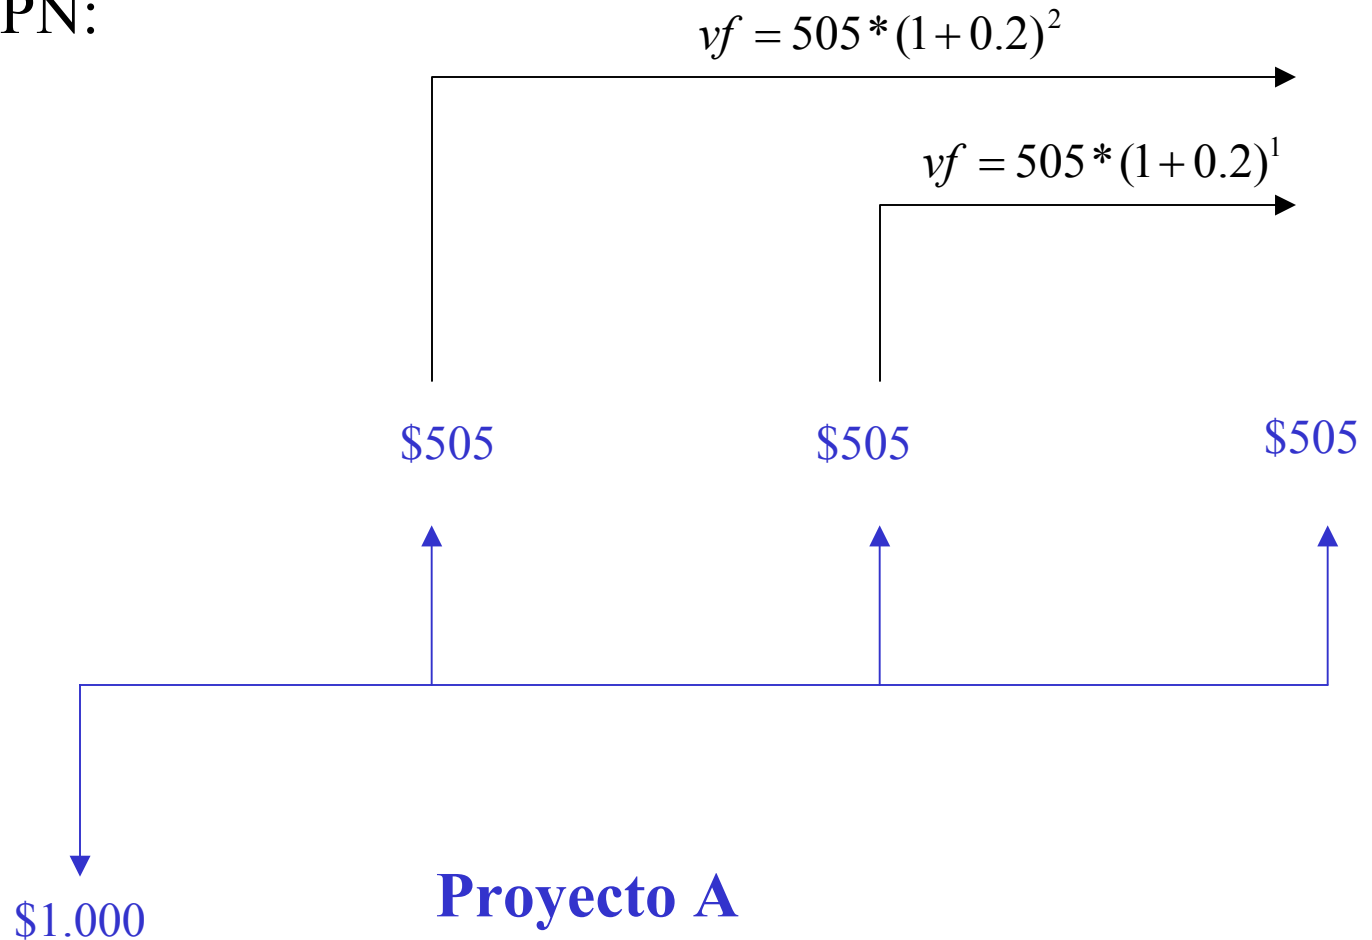 PN:
vf = 505*(1+0.2)²
vf = 505*(1+0.2)¹
$505 $505 $505
$1.000
Proyecto A